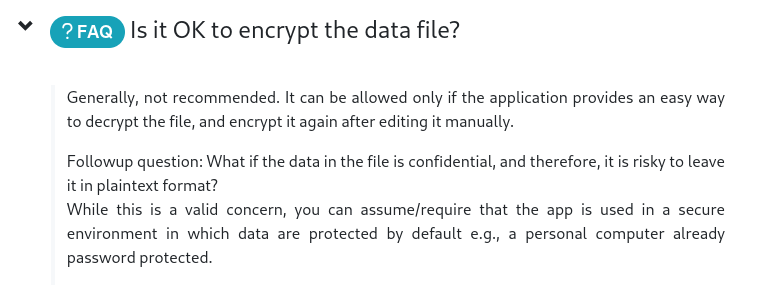 ? FAQ Is it OK to encrypt the data file?
Generally, not recommended. It can be allowed only if the application provides an easy way
to decrypt the file, and encrypt it again after editing it manually.
Followup question: What if the data in the file is confidential, and therefore, it is risky to leave
it in plaintext format?
While this is a valid concern, you can assume/require that the app is used in a secure
environment in which data are protected by default e.g., a personal computer already
password protected.